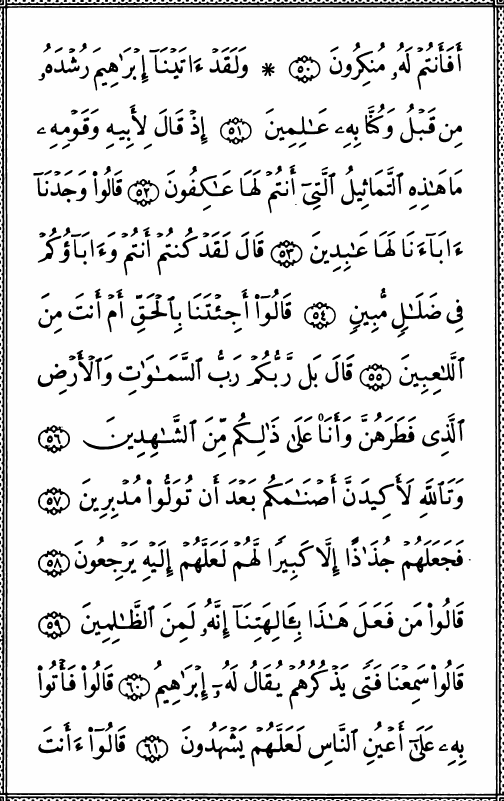 أَفَأَنتُمْ لَهُۥ مُنكِرُونَ ۝٥٠ * وَلَقَدْ ءَاتَيْنَآ إِبْرَٰهِيمَ رُشْدَهُۥ
مِن قَبْلُ وَكُنَّا بِهِۦ عَٰلِمِينَ ۝٥١ إِذْ قَالَ لِأَبِيهِ وَقَوْمِهِۦ
مَا هَٰذِهِ ٱلتَّمَاثِيلُ ٱلَّتِىٓ أَنتُمْ لَهَا عَٰكِفُونَ ۝٥٢ قَالُوا۟ وَجَدْنَآ
ءَابَآءَنَا لَهَا عَٰبِدِينَ ۝٥٣ قَالَ لَقَدْ كُنتُمْ أَنتُمْ وَءَابَآؤُكُمْ
فِى ضَلَٰلٍ مُّبِينٍ ۝٥٤ قَالُوٓا۟ أَجِئْتَنَا بِٱلْحَقِّ أَمْ أَنتَ مِنَ
ٱللَّٰعِبِينَ ۝٥٥ قَالَ بَل رَّبُّكُمْ رَبُّ ٱلسَّمَٰوَٰتِ وَٱلْأَرْضِ
ٱلَّذِى فَطَرَهُنَّ وَأَنَا۠ عَلَىٰ ذَٰلِكُم مِّنَ ٱلشَّٰهِدِينَ ۝٥٦
وَتَٱللَّهِ لَأَكِيدَنَّ أَصْنَٰمَكُم بَعْدَ أَن تُوَلُّوا۟ مُدْبِرِينَ ۝٥٧
فَجَعَلَهُمْ جُذَٰذًا إِلَّا كَبِيرًا لَّهُمْ لَعَلَّهُمْ إِلَيْهِ يَرْجِعُونَ ۝٥٨
قَالُوا۟ مَن فَعَلَ هَٰذَا بِـَٔالِهَتِنَآ إِنَّهُۥ لَمِنَ ٱلظَّٰلِمِينَ ۝٥٩
قَالُوا۟ سَمِعْنَا فَتًى يَذْكُرُهُمْ يُقَالُ لَهُۥٓ إِبْرَٰهِيمُ ۝٦٠ قَالُوا۟ فَأْتُوا۟
بِهِۦ عَلَىٰٓ أَعْيُنِ ٱلنَّاسِ لَعَلَّهُمْ يَشْهَدُونَ ۝٦١ قَالُوٓا۟ ءَأَنتَ